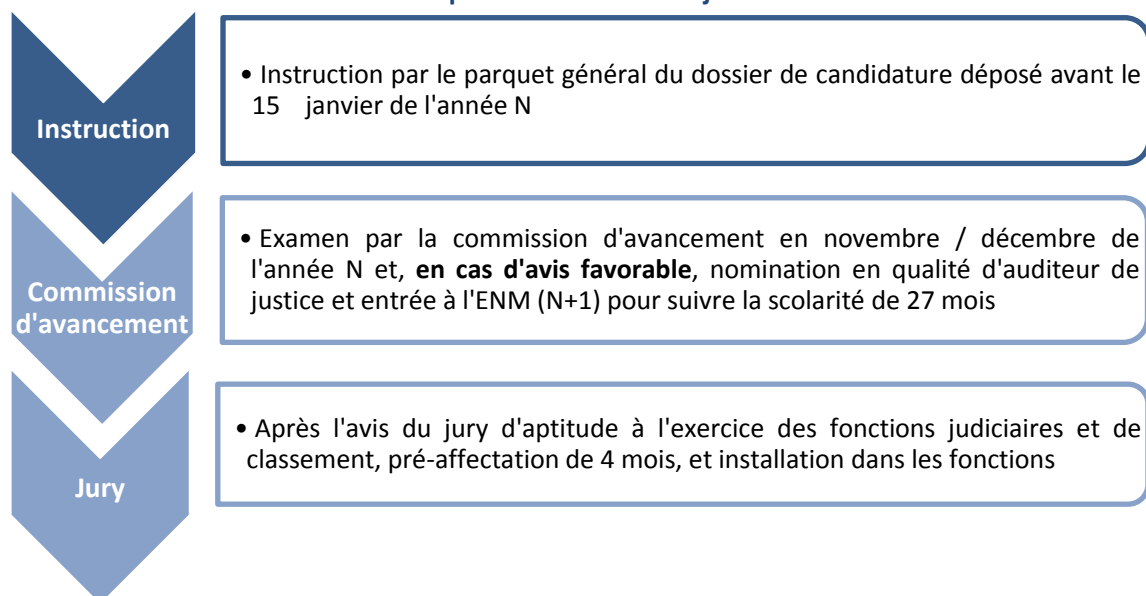 Instruction
• Instruction par le parquet général du dossier de candidature déposé avant le
15 janvier de l'année N
Commission
d'avancement
• Examen par la commission d'avancement en novembre / décembre de
l'année N et, en cas d'avis favorable, nomination en qualité d'auditeur de
justice et entrée à l'ENM (N+1) pour suivre la scolarité de 27 mois
Jury
• Après l'avis du jury d'aptitude à l'exercice des fonctions judiciaires et de
classement, pré-affectation de 4 mois, et installation dans les fonctions